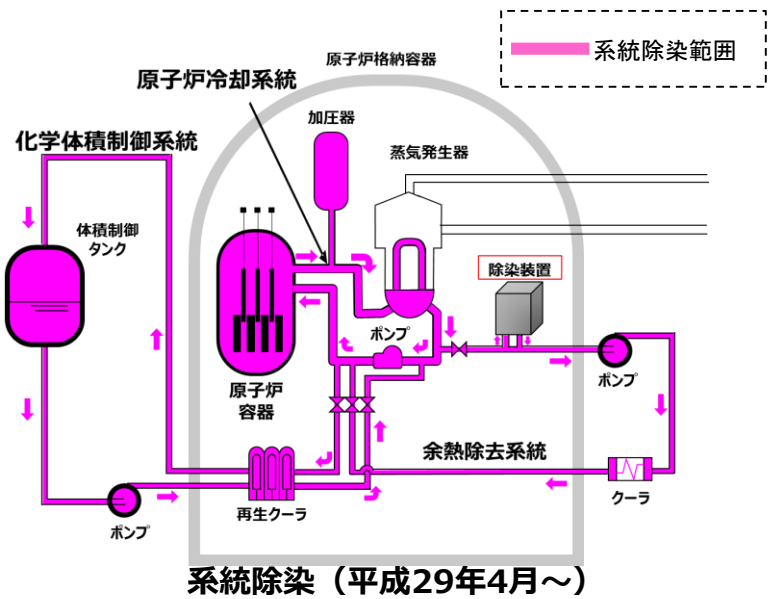 系統除染範囲
原子炉格納容器
原子炉冷却系統
加圧器
化学体積制御系統
蒸気発生器
体積制御
タンク
除染装置
ポンプ
ポンプ
原子炉
容器
余熱除去系統
クーラ
再生クーラ
ポンプ
系統除染（平成29年4月～）